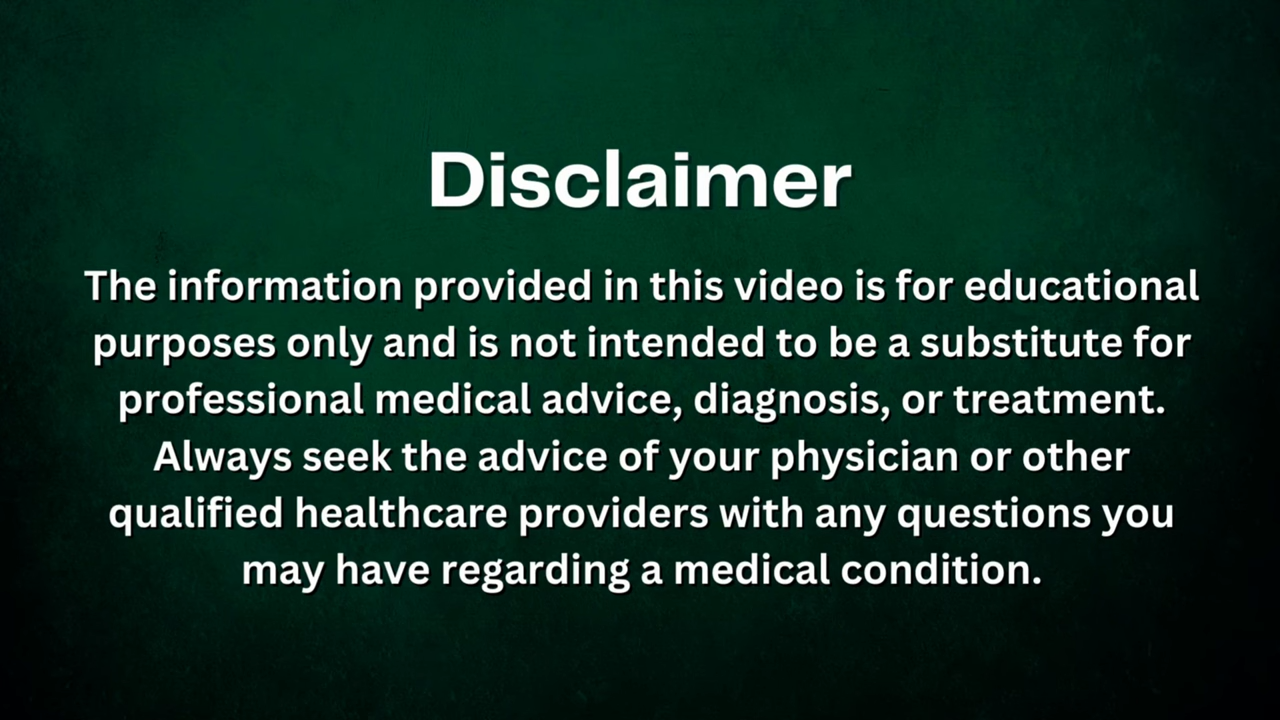 Disclaimer
The information provided in this video is for educational
purposes only and is not intended to be a substitute for
professional medical advice, diagnosis, or treatment.
Always seek the advice of your physician or other
qualified healthcare providers with any questions you
may have regarding a medical condition.